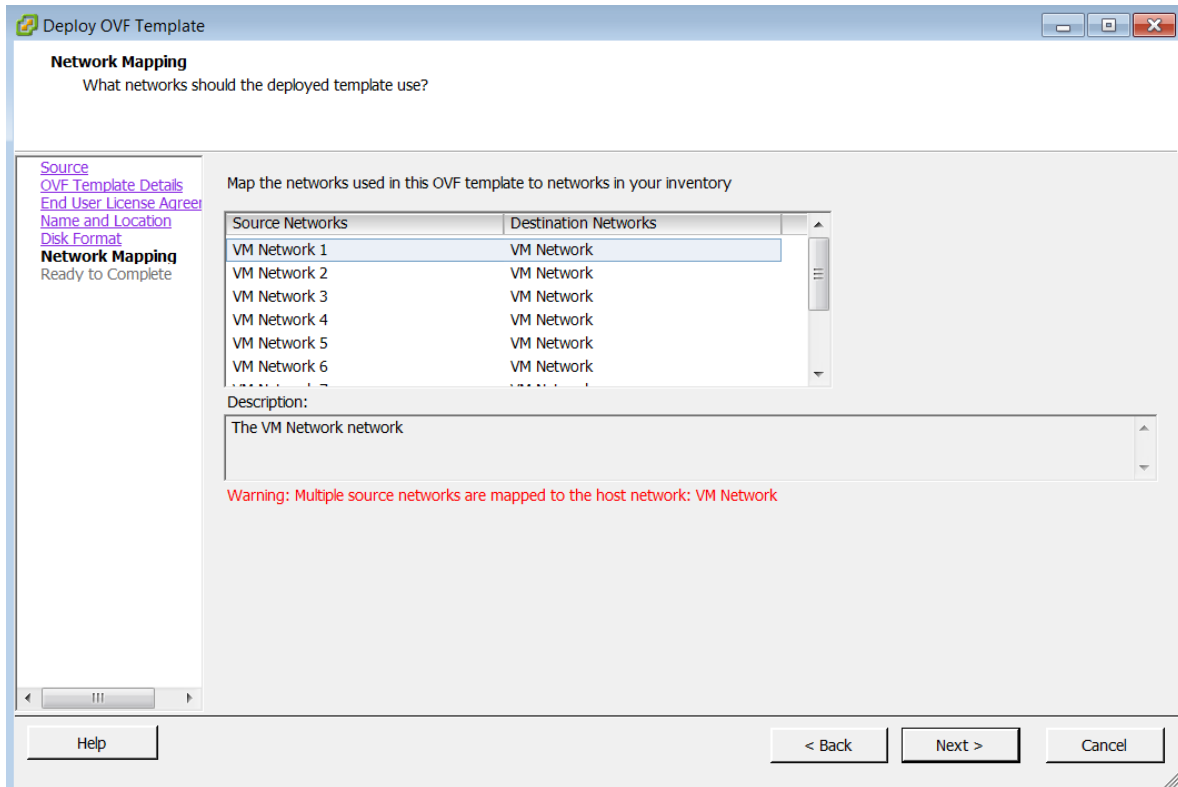 Deploy OVF Template
Network Mapping
What networks should the deployed template use?
Source
OVF Template Details
End User License Agreer
Name and Location
Disk Format
Network Mapping
Ready to Complete
Map the networks used in this OVF template to networks in your inventory
Source Networks Destination Networks
VM Network 1 VM Network
VM Network 2 VM Network
VM Network 3 VM Network
VM Network 4 VM Network
VM Network 5 VM Network
VM Network 6 VM Network
Description:
The VM Network network
Warning: Multiple source networks are mapped to the host network: VM Network
Help < Back Next > Cancel